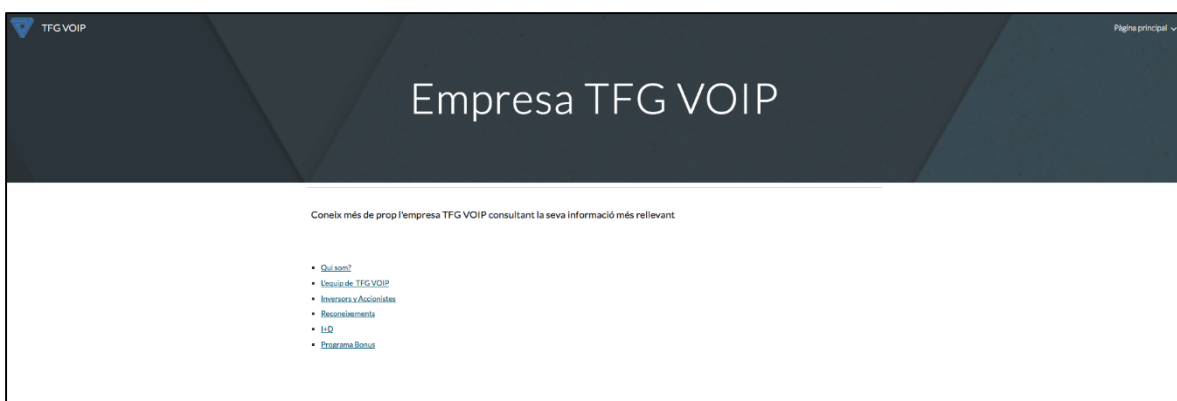 TFG VOIP
Pàgina principal
Empresa TFG VOIP
Coneix més de prop l'empresa TFG VOIP consultant la seva informació més rellevant
Qui som?
L'equip de TFG VOIP
Inversors y Accionistes
Reconeixements
I+D
Programa Bonus